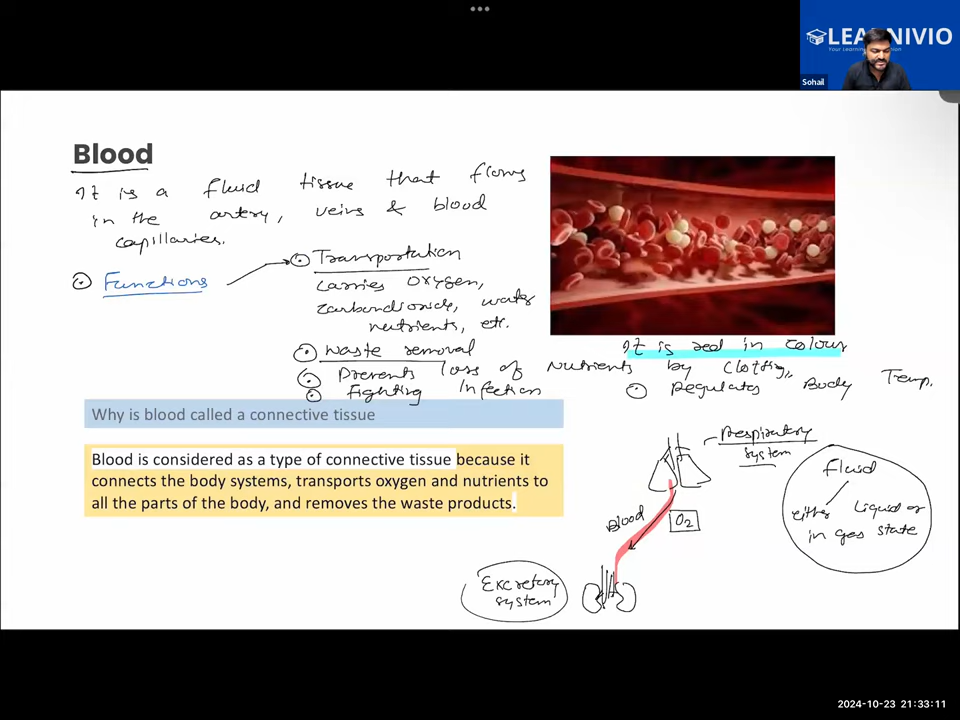 LEARNIVIO
Sohail
Blood
It is a fluid tissue that flows
in the artery, veins & blood
capillaries.
Functions
Transportation
carries oxygen,
carbondioxide, water
nutrients, etc.
waste removal
Prevents loss of Nutrients by Clotting.
Fighting Infection
It is red in colour
Regulates Body Temp.
Why is blood called a connective tissue
Blood is considered as a type of connective tissue because it
connects the body systems, transports oxygen and nutrients to
all the parts of the body, and removes the waste products.
Respiratory
system
Blood
O2
Excretory
system
fluid
either liquid or
in gas state
2024-10-23 21:33:11